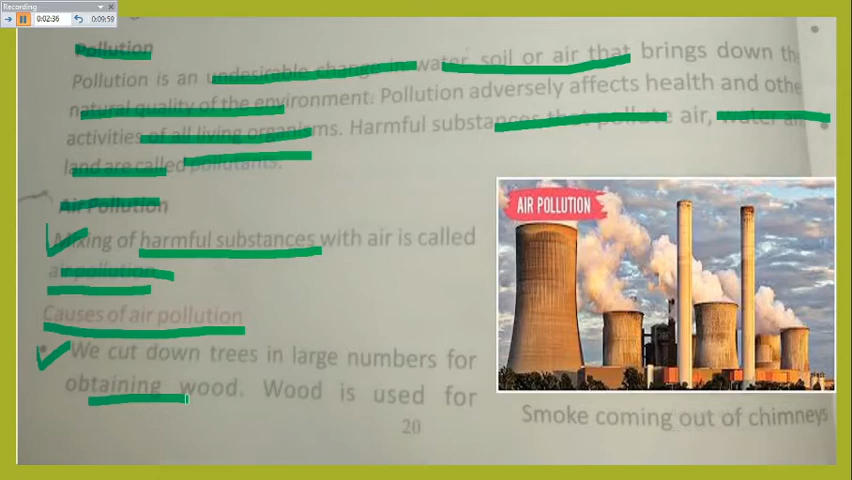 Recording
0:02:36
0:09:59
Pollution
Pollution is an undesirable change in water, soil or air that brings down the
natural quality of the environment. Pollution adversely affects health and othe
activities of all living organisms. Harmful substances that pollute air, water an
land are called pollutants.
Air Pollution
Mixing of harmful substances with air is called
air pollution
Causes of air pollution
We cut down trees in large numbers for
obtaining wood. Wood is used for
20
AIR POLLUTION
Smoke coming out of chimneys